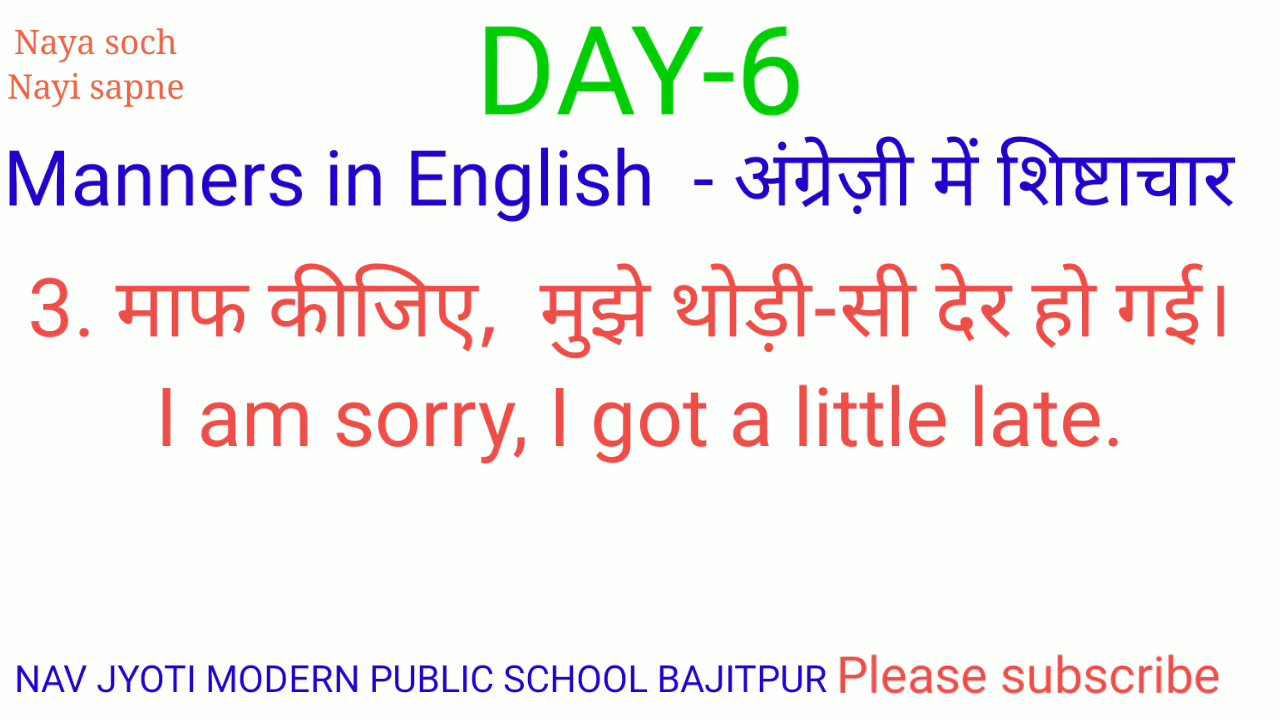 Naya soch
Nayi sapne
DAY-6
Manners in English - अंग्रेज़ी में शिष्टाचार
3. माफ कीजिए, मुझे थोड़ी-सी देर हो गई।
I am sorry, I got a little late.
NAV JYOTI MODERN PUBLIC SCHOOL BAJITPUR Please subscribe